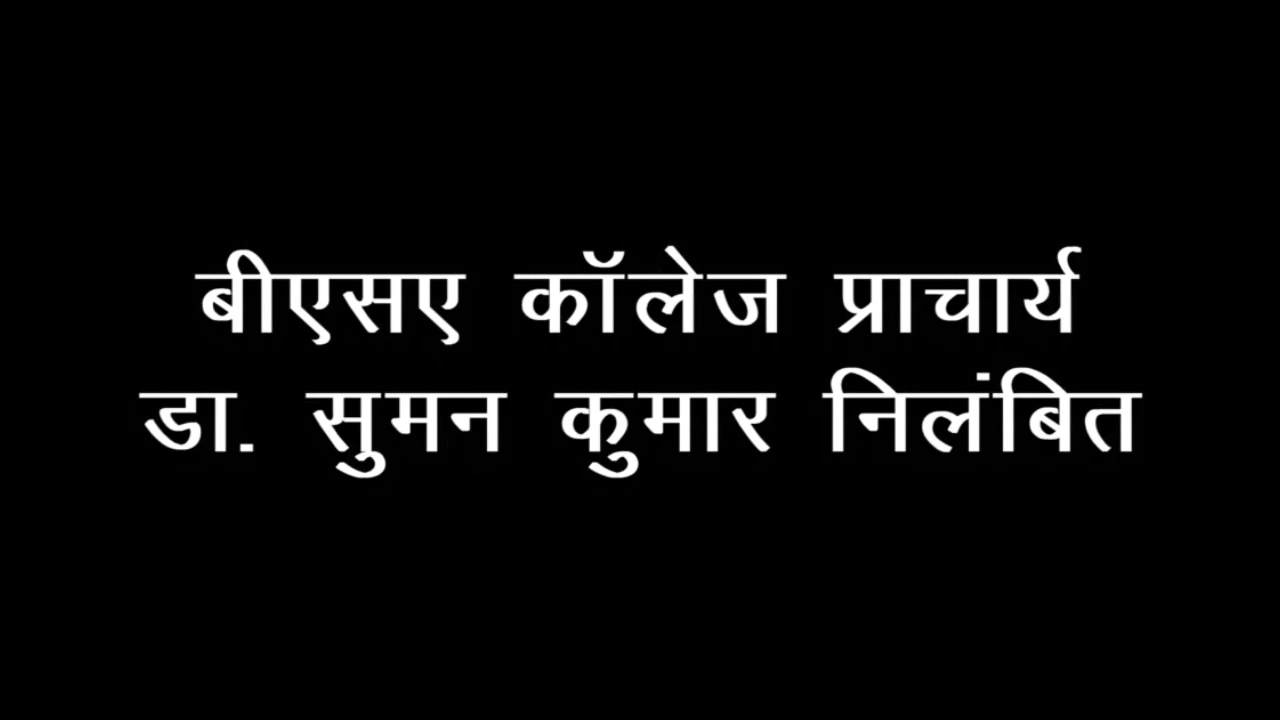 बीएसए कॉलेज प्राचार्य
डा. सुमन कुमार निलंबित